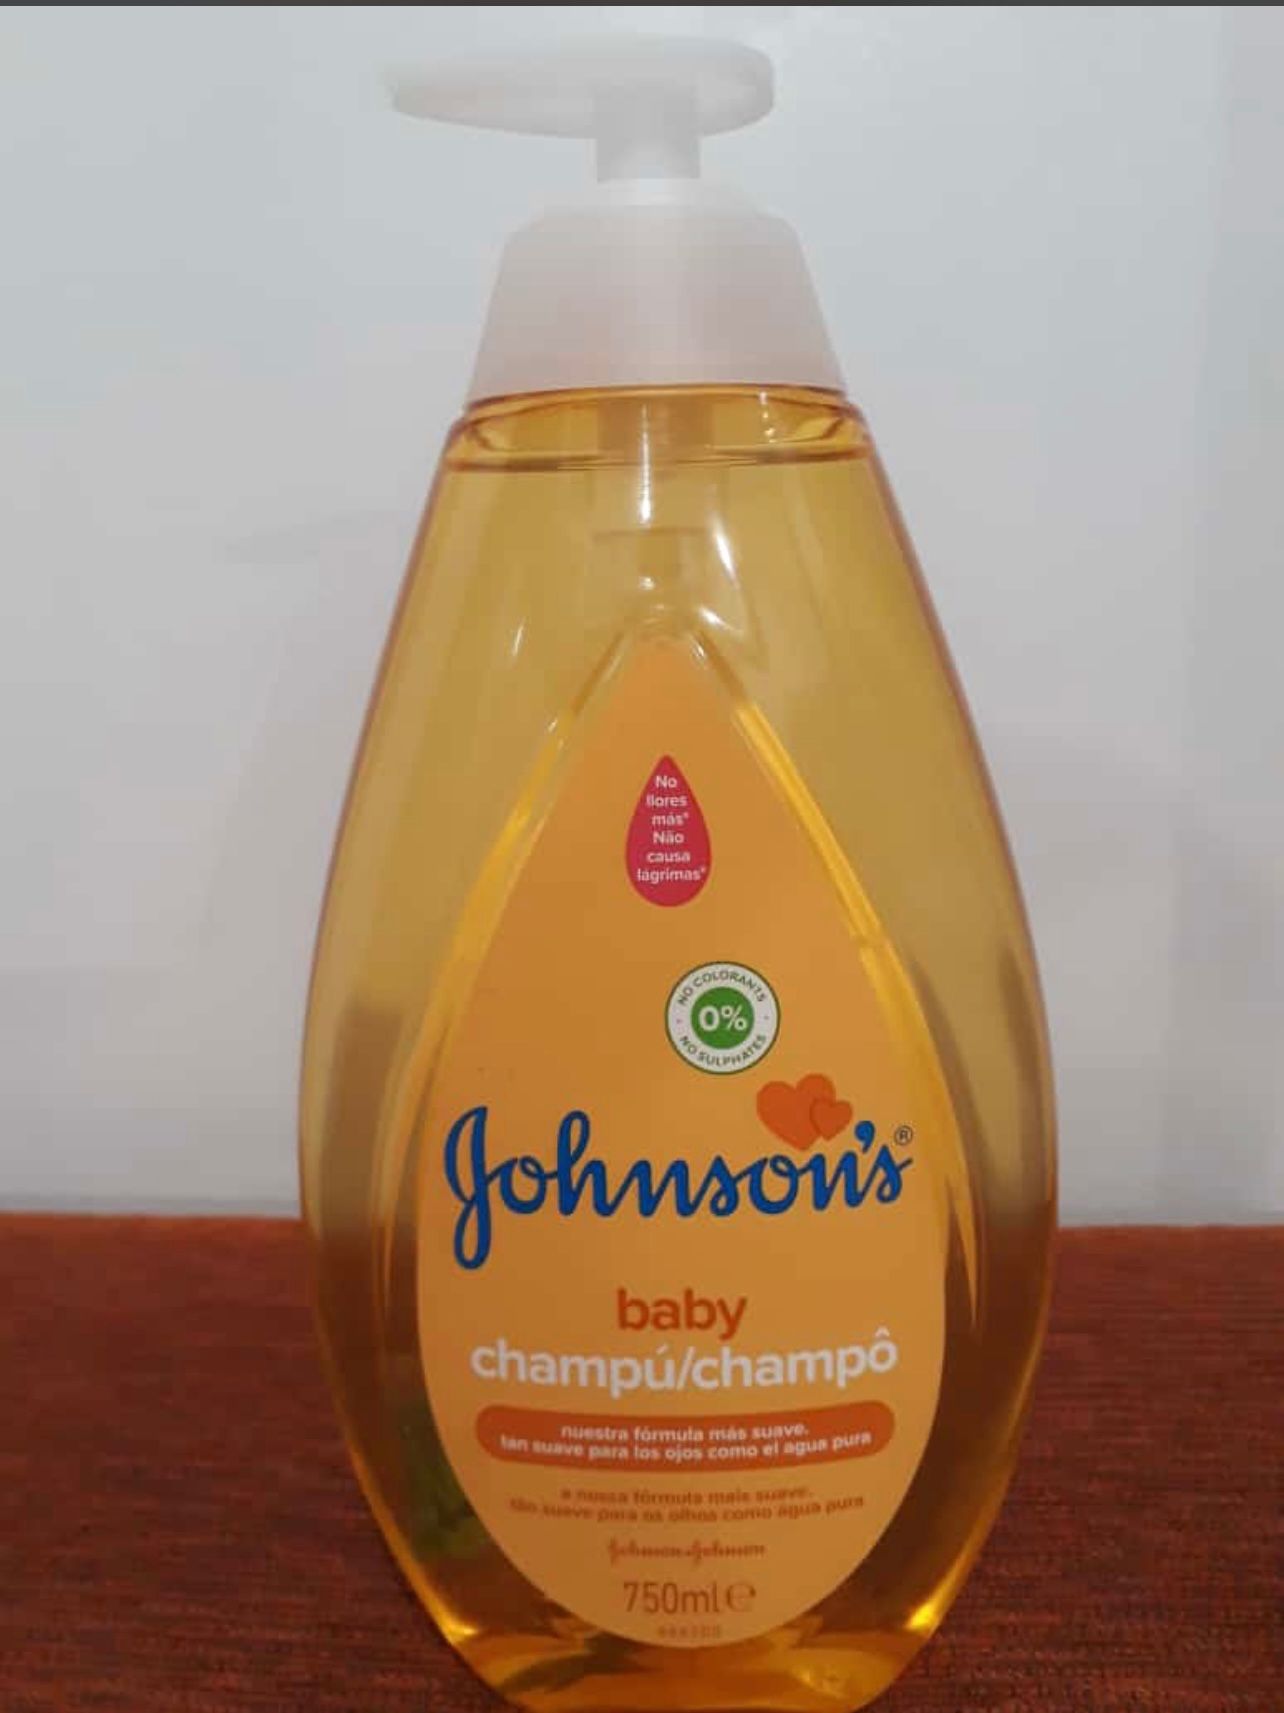 No
llores
más*
Não
causa
lágrimas*
NO COLORANTS
0%
NO SULPHATES
Johnson's®
baby
champú/champô
nuestra fórmula más suave.
tan suave para los ojos como el agua pura
a nossa fórmula mais suave.
tão suave para os olhos como água pura
Johnson & Johnson
750ml e